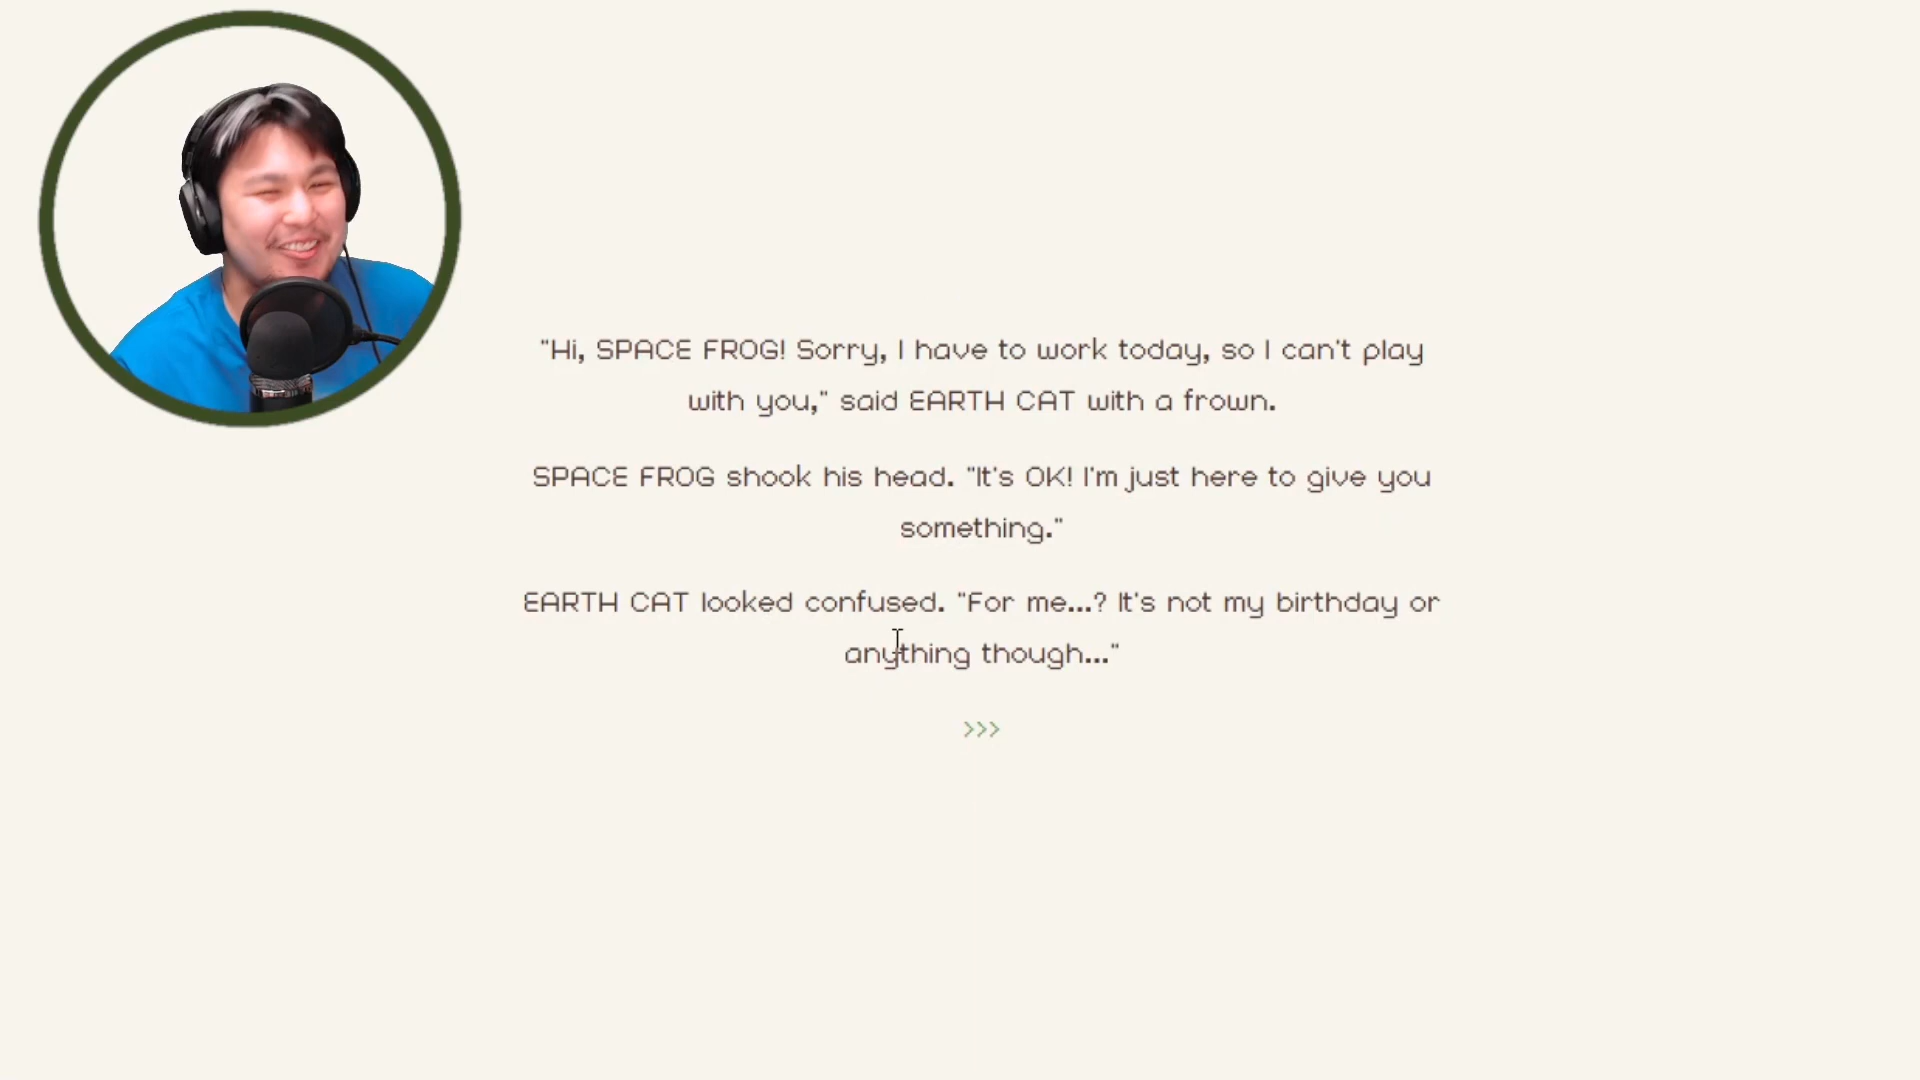 "Hi, SPACE FROG! Sorry, I have to work today, so I can't play
with you," said EARTH CAT with a frown.
SPACE FROG shook his head. "It's OK! I'm just here to give you
something."
EARTH CAT looked confused. "For me...? It's not my birthday or
anything though..."
>>>